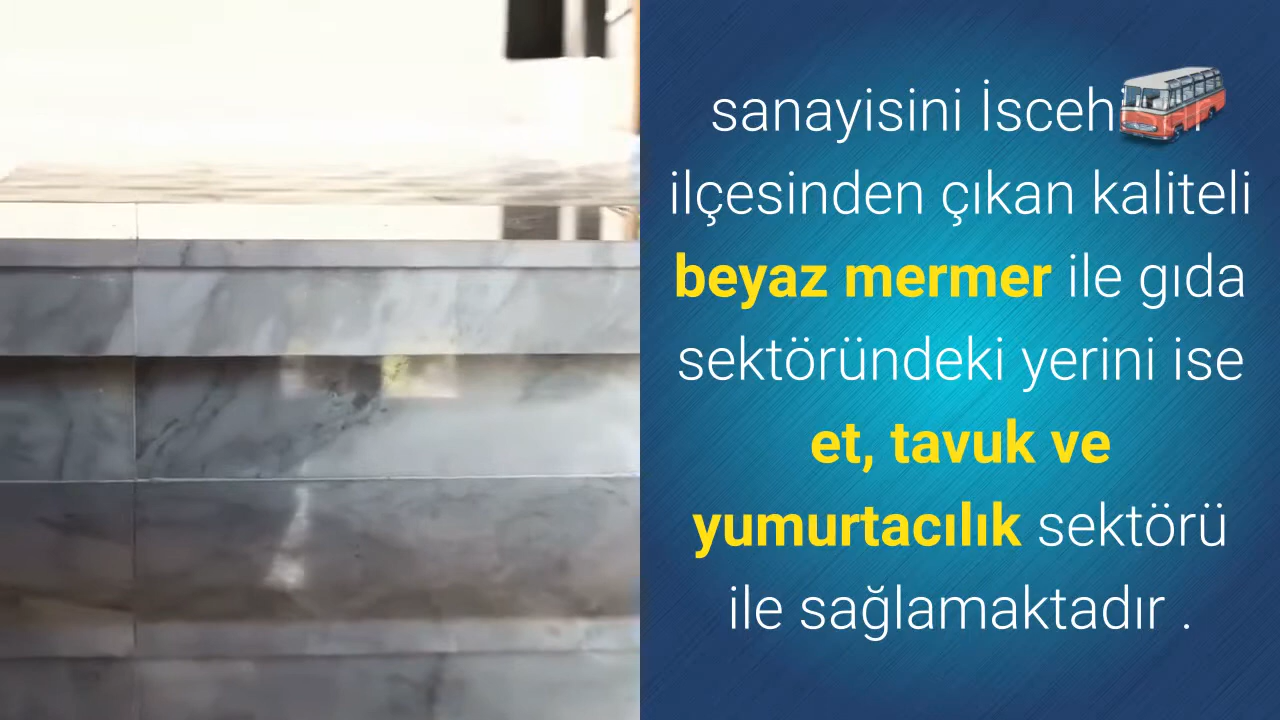 sanayisini
ilçesinden çıkan kaliteli
beyaz mermer ile gıda
sektöründeki yerini ise
et, tavuk ve
yumurtacılık sektörü
ile sağlamaktadır .